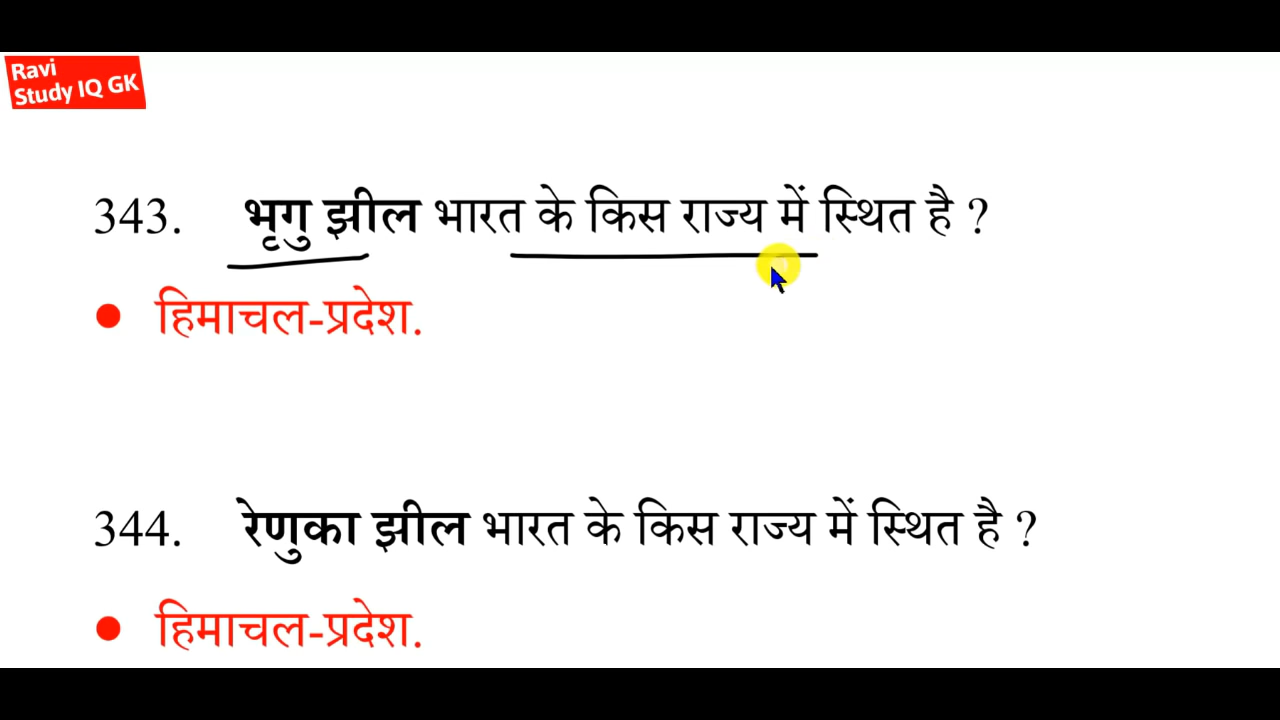 Ravi
Study IQ GK
343. भृगु झील भारत के किस राज्य में स्थित है ?
● हिमाचल-प्रदेश.
344. रेणुका झील भारत के किस राज्य में स्थित है ?
● हिमाचल-प्रदेश.